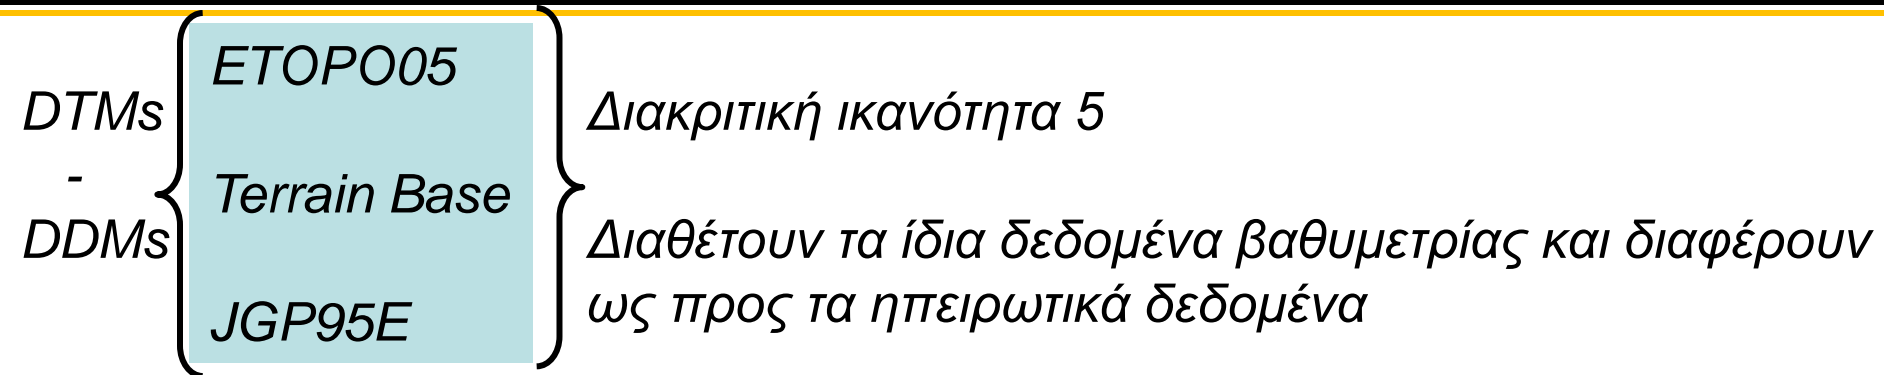 DTMs
-
DDMs
ETOPO05
Terrain Base
JGP95E
Διακριτική ικανότητα 5
Διαθέτουν τα ίδια δεδομένα βαθυμετρίας και διαφέρουν
ως προς τα ηπειρωτικά δεδομένα